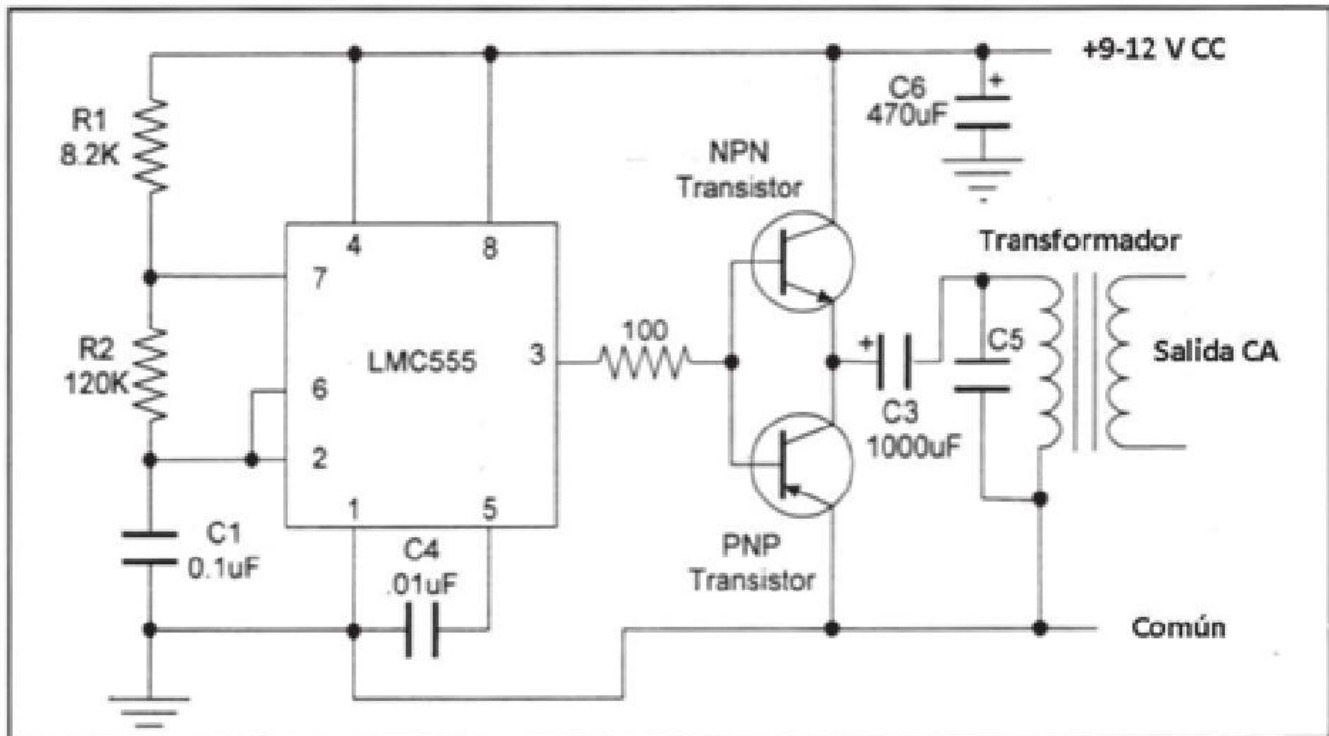 +9-12 V CC
R1
8.2K
C6
470uF
+
NPN
Transistor
Transformador
4
8
7
R2
120K
LMC555
3
100
+
C5
Salida CA
6
C3
1000uF
2
1
5
C1
0.1uF
C4
.01uF
PNP
Transistor
Común